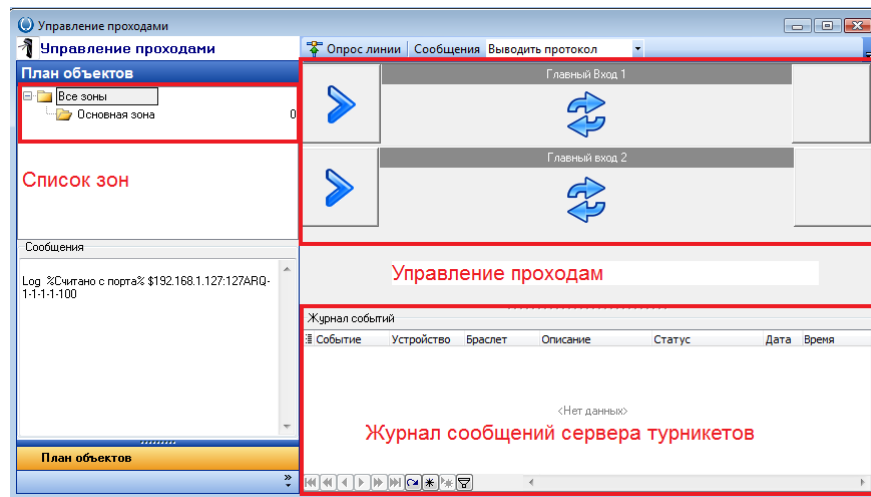 Управление проходами
Управление проходами
Опрос линии Сообщения Выводить протокол
План объектов
Все зоны
Основная зона 0
Список зон
Главный Вход 1
Главный вход 2
Управление проходам
Сообщения
Log %Считано с порта% $192.168.1.127:127ARQ-
1-1-1-1-100
План объектов
Журнал событий
Событие Устройство Браслет Описание Статус Дата Время
<Нет данных>
Журнал сообщений сервера турникетов